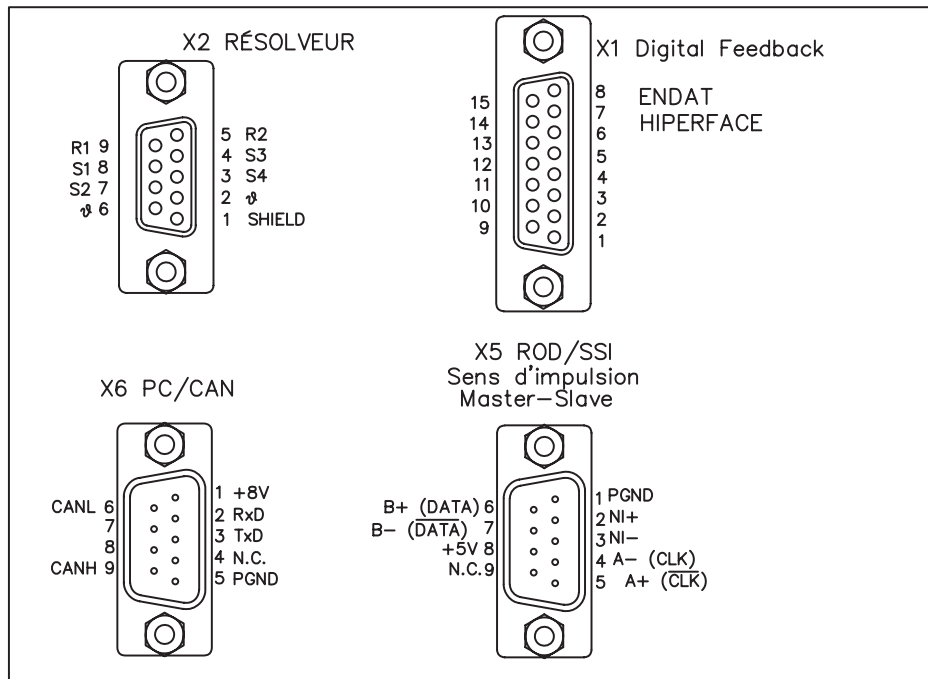 X2 RÉSOLVEUR
R1 9
S1 8
S2 7
ϑ 6
5 R2
4 S3
3 S4
2 ϑ
1 SHIELD
X1 Digital Feedback
ENDAT
HIPERFACE
15
14
13
12
11
10
9
8
7
6
5
4
3
2
1
X6 PC/CAN
CANL 6
7
8
CANH 9
1 +8V
2 RxD
3 TxD
4 N.C.
5 PGND
X5 ROD/SSI
Sens d'impulsion
Master-Slave
B+ (DATA) 6
B- (D̅A̅T̅A̅) 7
+5V 8
N.C. 9
1 PGND
2 NI+
3 NI-
4 A- (CLK)
5 A+ (C̅L̅K̅)